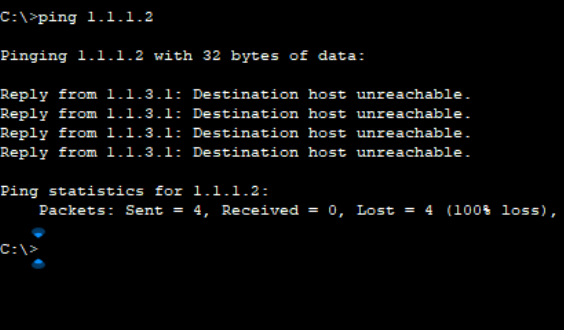 C:\>ping 1.1.1.2
Pinging 1.1.1.2 with 32 bytes of data:
Reply from 1.1.3.1: Destination host unreachable.
Reply from 1.1.3.1: Destination host unreachable.
Reply from 1.1.3.1: Destination host unreachable.
Reply from 1.1.3.1: Destination host unreachable.
Ping statistics for 1.1.1.2:
Packets: Sent = 4, Received = 0, Lost = 4 (100% loss),
C:\>